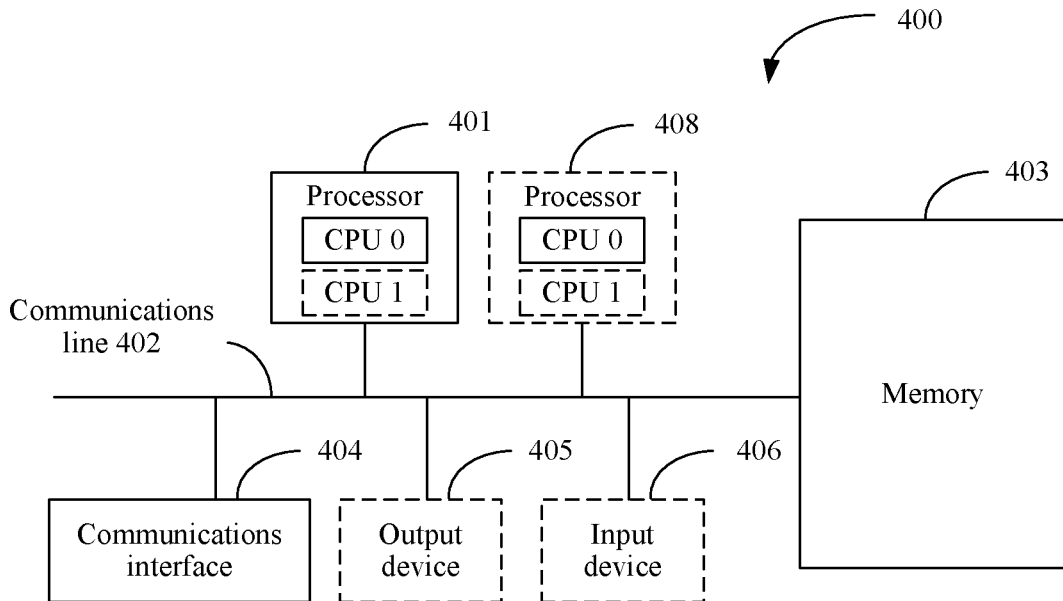 400
401
408
403
Processor
CPU 0
CPU 1
Processor
CPU 0
CPU 1
Communications
line 402
Memory
404
405
406
Communications
interface
Output
device
Input
device